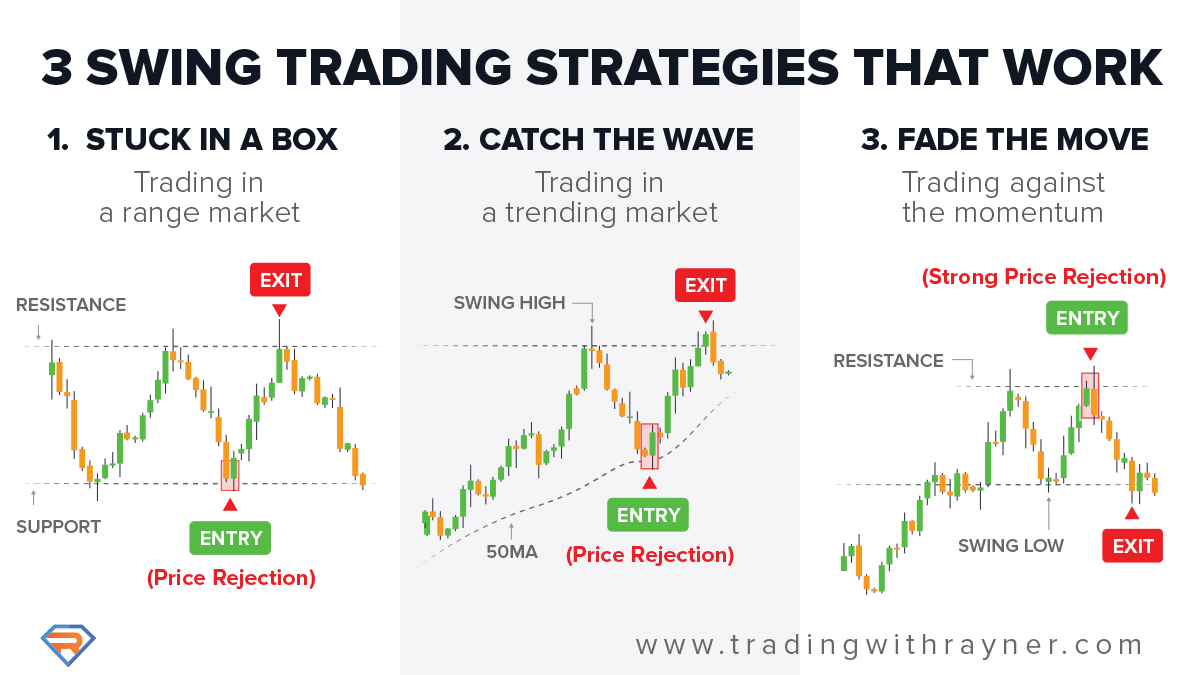 3 SWING TRADING STRATEGIES THAT WORK
1. STUCK IN A BOX
Trading in
a range market
EXIT
RESISTANCE
SUPPORT
ENTRY
(Price Rejection)
2. CATCH THE WAVE
Trading in
a trending market
EXIT
SWING HIGH
ENTRY
50MA
(Price Rejection)
3. FADE THE MOVE
Trading against
the momentum
(Strong Price Rejection)
ENTRY
RESISTANCE
SWING LOW
EXIT
R
www.tradingwithrayner.com